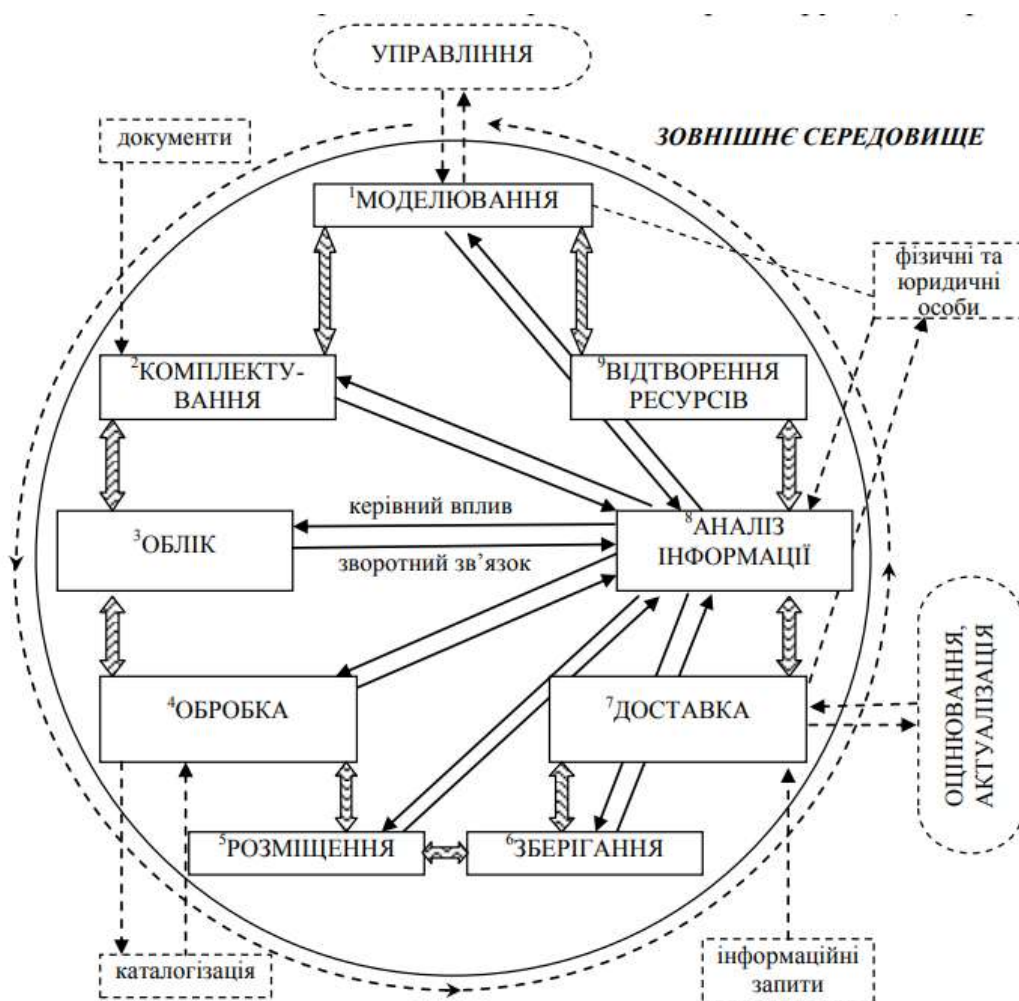 УПРАВЛІННЯ
документи
ЗОВНІШНЄ СЕРЕДОВИЩЕ
1МОДЕЛЮВАННЯ
фізичні та
юридичні
особи
2КОМПЛЕКТУ-
ВАННЯ
9ВІДТВОРЕННЯ
РЕСУРСІВ
керівний вплив
3ОБЛІК
8АНАЛІЗ
ІНФОРМАЦІЇ
зворотний зв’язок
ОЦІНЮВАННЯ,
АКТУАЛІЗАЦІЯ
4ОБРОБКА
7ДОСТАВКА
5РОЗМІЩЕННЯ
6ЗБЕРІГАННЯ
каталогізація
інформаційні
запити